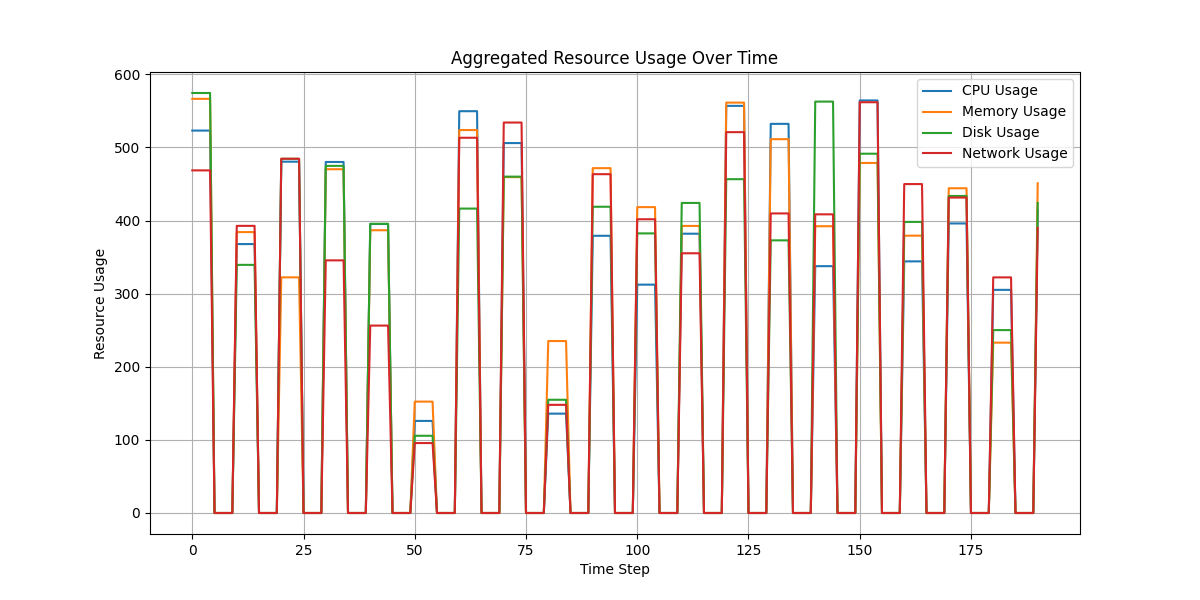 Aggregated Resource Usage Over Time
CPU Usage
Memory Usage
Disk Usage
Network Usage
Resource Usage
600
500
400
300
200
100
0
0 25 50 75 100 125 150 175
Time Step